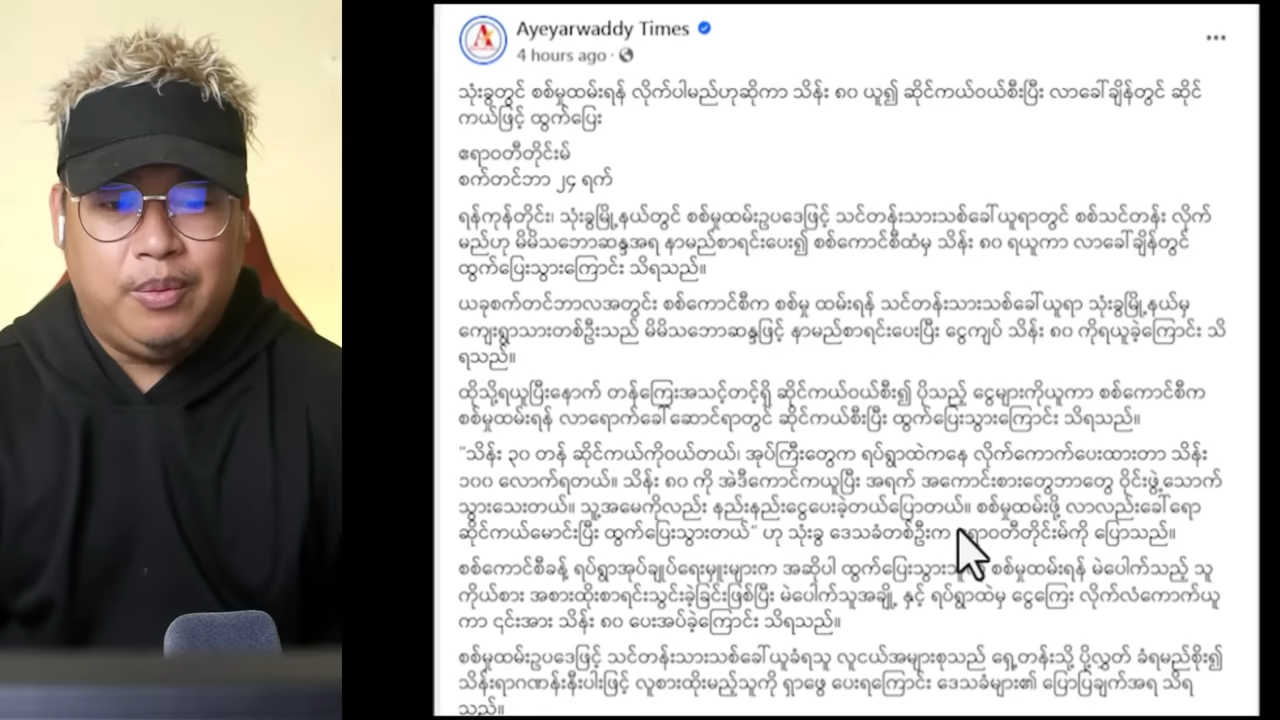 Ayeyarwaddy Times
4 hours ago ·
သုံးခွတွင် စစ်မှုထမ်းရန် လိုက်ပါမည်ဟုဆိုကာ သိန်း ၈၀ ယူ၍ ဆိုင်ကယ်ဝယ်စီးပြီး လာခေါ်ချိန်တွင် ဆိုင်
ကယ်ဖြင့် ထွက်ပြေး
ဧရာဝတီတိုင်းမ်
စက်တင်ဘာ ၂၄ ရက်
ရန်ကုန်တိုင်း၊ သုံးခွမြို့နယ်တွင် စစ်မှုထမ်းဥပဒေဖြင့် သင်တန်းသားသစ်ခေါ်ယူရာတွင် စစ်သင်တန်း လိုက်
မည်ဟု မိမိသဘောဆန္ဒအရ နာမည်စာရင်းပေး၍ စစ်ကောင်စီထံမှ သိန်း ၈၀ ရယူကာ လာခေါ်ချိန်တွင်
ထွက်ပြေးသွားကြောင်း သိရသည်။
ယခုစက်တင်ဘာလအတွင်း စစ်ကောင်စီက စစ်မှု ထမ်းရန် သင်တန်းသားသစ်ခေါ်ယူရာ သုံးခွမြို့နယ်မှ
ကျေးရွာသားတစ်ဦးသည် မိမိသဘောဆန္ဒဖြင့် နာမည်စာရင်းပေးပြီး ငွေကျပ် သိန်း ၈၀ ကိုရယူခဲ့ကြောင်း သိ
ရသည်။
ထိုသို့ရယူပြီးနောက် တန်ကြေးအသင့်တင့်ရှိ ဆိုင်ကယ်ဝယ်စီး၍ ပိုသည့် ငွေများကိုယူကာ စစ်ကောင်စီက
စစ်မှုထမ်းရန် လာရောက်ခေါ်ဆောင်ရာတွင် ဆိုင်ကယ်စီးပြီး ထွက်ပြေးသွားကြောင်း သိရသည်။
"သိန်း ၃၀ တန် ဆိုင်ကယ်ကိုဝယ်တယ်၊ အုပ်ကြီးတွေက ရပ်ရွာထဲကနေ လိုက်ကောက်ပေးထားတာ သိန်း
၁၀၀ လောက်ရတယ်။ သိန်း ၈၀ ကို အဲဒီကောင်ကယူပြီး အရက် အကောင်းစားတွေဘာတွေ ဝိုင်းဖွဲ့သောက်
သွားသေးတယ်။ သူ့အမေကိုလည်း နည်းနည်းငွေပေးခဲ့တယ်ပြောတယ်။ စစ်မှုထမ်းဖို့ လာလည်းခေါ်ရော
ဆိုင်ကယ်မောင်းပြီး ထွက်ပြေးသွားတယ်" ဟု သုံးခွ ဒေသခံတစ်ဦးက ဧရာဝတီတိုင်းမ်ကို ပြောသည်။
စစ်ကောင်စီခန့် ရပ်ရွာအုပ်ချုပ်ရေးမှူးများက အဆိုပါ ထွက်ပြေးသွားသူ စစ်မှုထမ်းရန် မဲပေါက်သည့် သူ
ကိုယ်စား အစားထိုးစာရင်းသွင်းခဲ့ခြင်းဖြစ်ပြီး မဲပေါက်သူအချို့ နှင့် ရပ်ရွာထဲမှ ငွေကြေး လိုက်လံကောက်ယူ
ကာ ၎င်းအား သိန်း ၈၀ ပေးအပ်ခဲ့ကြောင်း သိရသည်။
စစ်မှုထမ်းဥပဒေဖြင့် သင်တန်းသားသစ်ခေါ်ယူခံရသူ လူငယ်အများစုသည် ရှေ့တန်းသို့ ပို့လွှတ် ခံရမည်စိုး၍
သိန်းရာဂဏန်းနီးပါးဖြင့် လူစားထိုးမည့်သူကို ရှာဖွေ ပေးရကြောင်း ဒေသခံများ၏ ပြောပြချက်အရ သိရ
သည်။